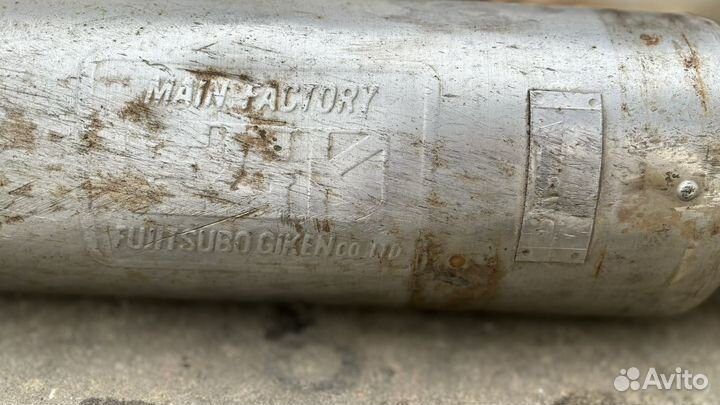 MAIN FACTORY
FUJITSUBO GIKEN CO. LTD
Avito